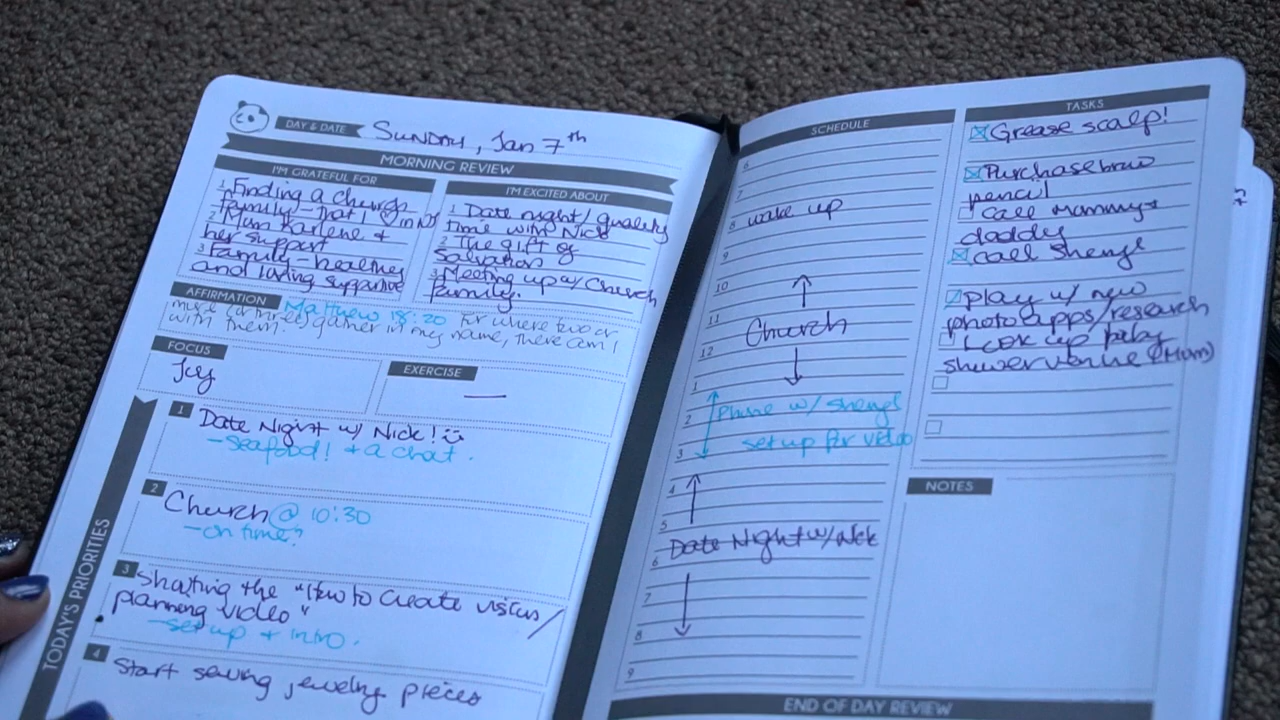 DAY & DATE Sunday, Jan 7th
MORNING REVIEW
I'M GRATEFUL FOR
1 Finding a church
family - that I ♡ in NJ
2 Mum Karlene +
her support
3 Family - healthy
and loving supportive
I'M EXCITED ABOUT
1 Date night / quality
time with Nick
2 The gift of
Salvation
3 Meeting up w/ Church
family.
AFFIRMATION Matthew 18:20 For where two or
more (or three) gather in my name, there am I
with them.
FOCUS
Joy
EXERCISE
—
TODAY'S PRIORITIES
1 Date Night w/ Nick!
- seafood! + a chat.
2 Church @ 10:30
- on time?
3 the "How to Create vision/
planning video"
- set up + intro.
4 Start sewing jewelry pieces
SCHEDULE
6
7
8 wake up
9
10
11
Church
12
1
2 Phone w/ Sheryl
set up for video
3
4
5
Date Night w/ Nick
6
7
8
9
TASKS
Grease scalp!
Purchase brow
pencil
Call Mommy +
daddy
Call Sheryl
play w/ new
photo apps/research
Look up baby
shower venue (Mom)
NOTES
END OF DAY REVIEW